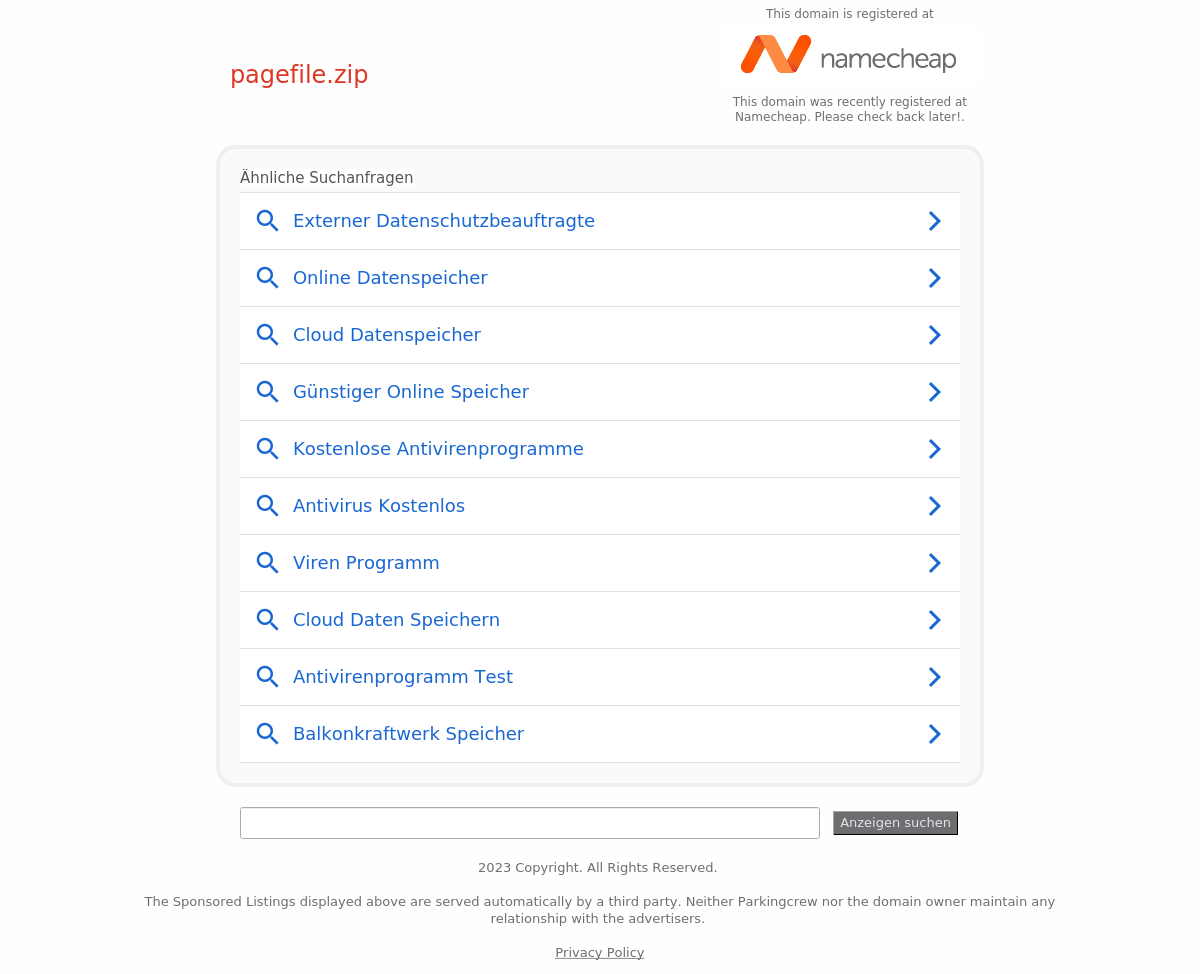 This domain is registered at
namecheap
pagefile.zip
This domain was recently registered at
Namecheap. Please check back later!.
Ähnliche Suchanfragen
Externer Datenschutzbeauftragte
Online Datenspeicher
Cloud Datenspeicher
Günstiger Online Speicher
Kostenlose Antivirenprogramme
Antivirus Kostenlos
Viren Programm
Cloud Daten Speichern
Antivirenprogramm Test
Balkonkraftwerk Speicher
Anzeigen suchen
2023 Copyright. All Rights Reserved.
The Sponsored Listings displayed above are served automatically by a third party. Neither Parkingcrew nor the domain owner maintain any
relationship with the advertisers.
Privacy Policy